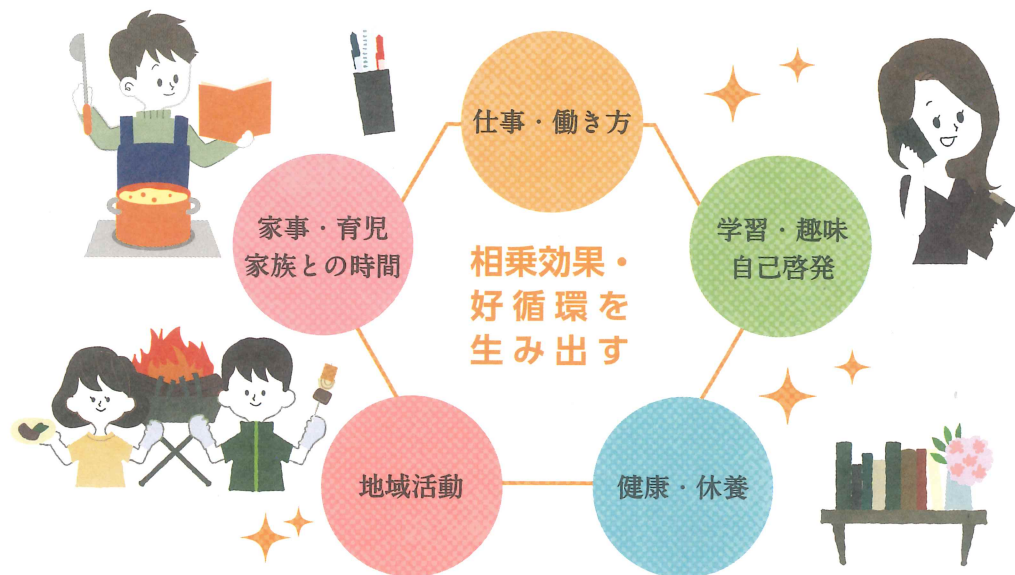 仕事・働き方
家事・育児
家族との時間
学習・趣味
自己啓発
相乗効果・
好循環を
生み出す
地域活動
健康・休養